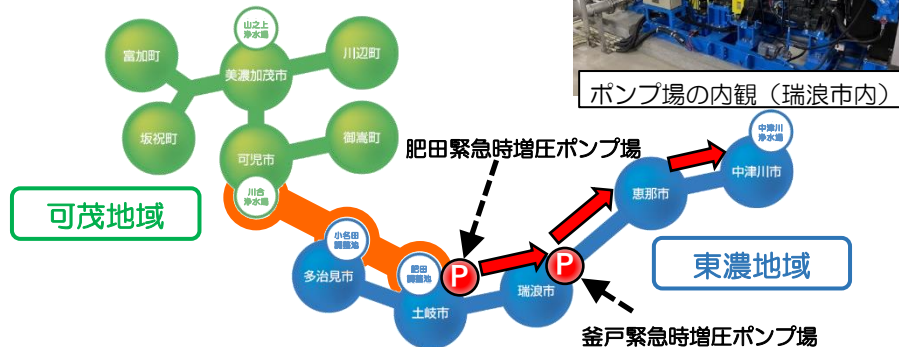 山之上
浄水場
富加町
川辺町
美濃加茂市
ポンプ場の内観（瑞浪市内）
坂祝町
御嵩町
中津川
浄水場
可児市
肥田緊急時増圧ポンプ場
中津川市
恵那市
川合
浄水場
可茂地域
小名田
調整池
東濃地域
肥田
調整池
P
P
多治見市
瑞浪市
土岐市
釜戸緊急時増圧ポンプ場